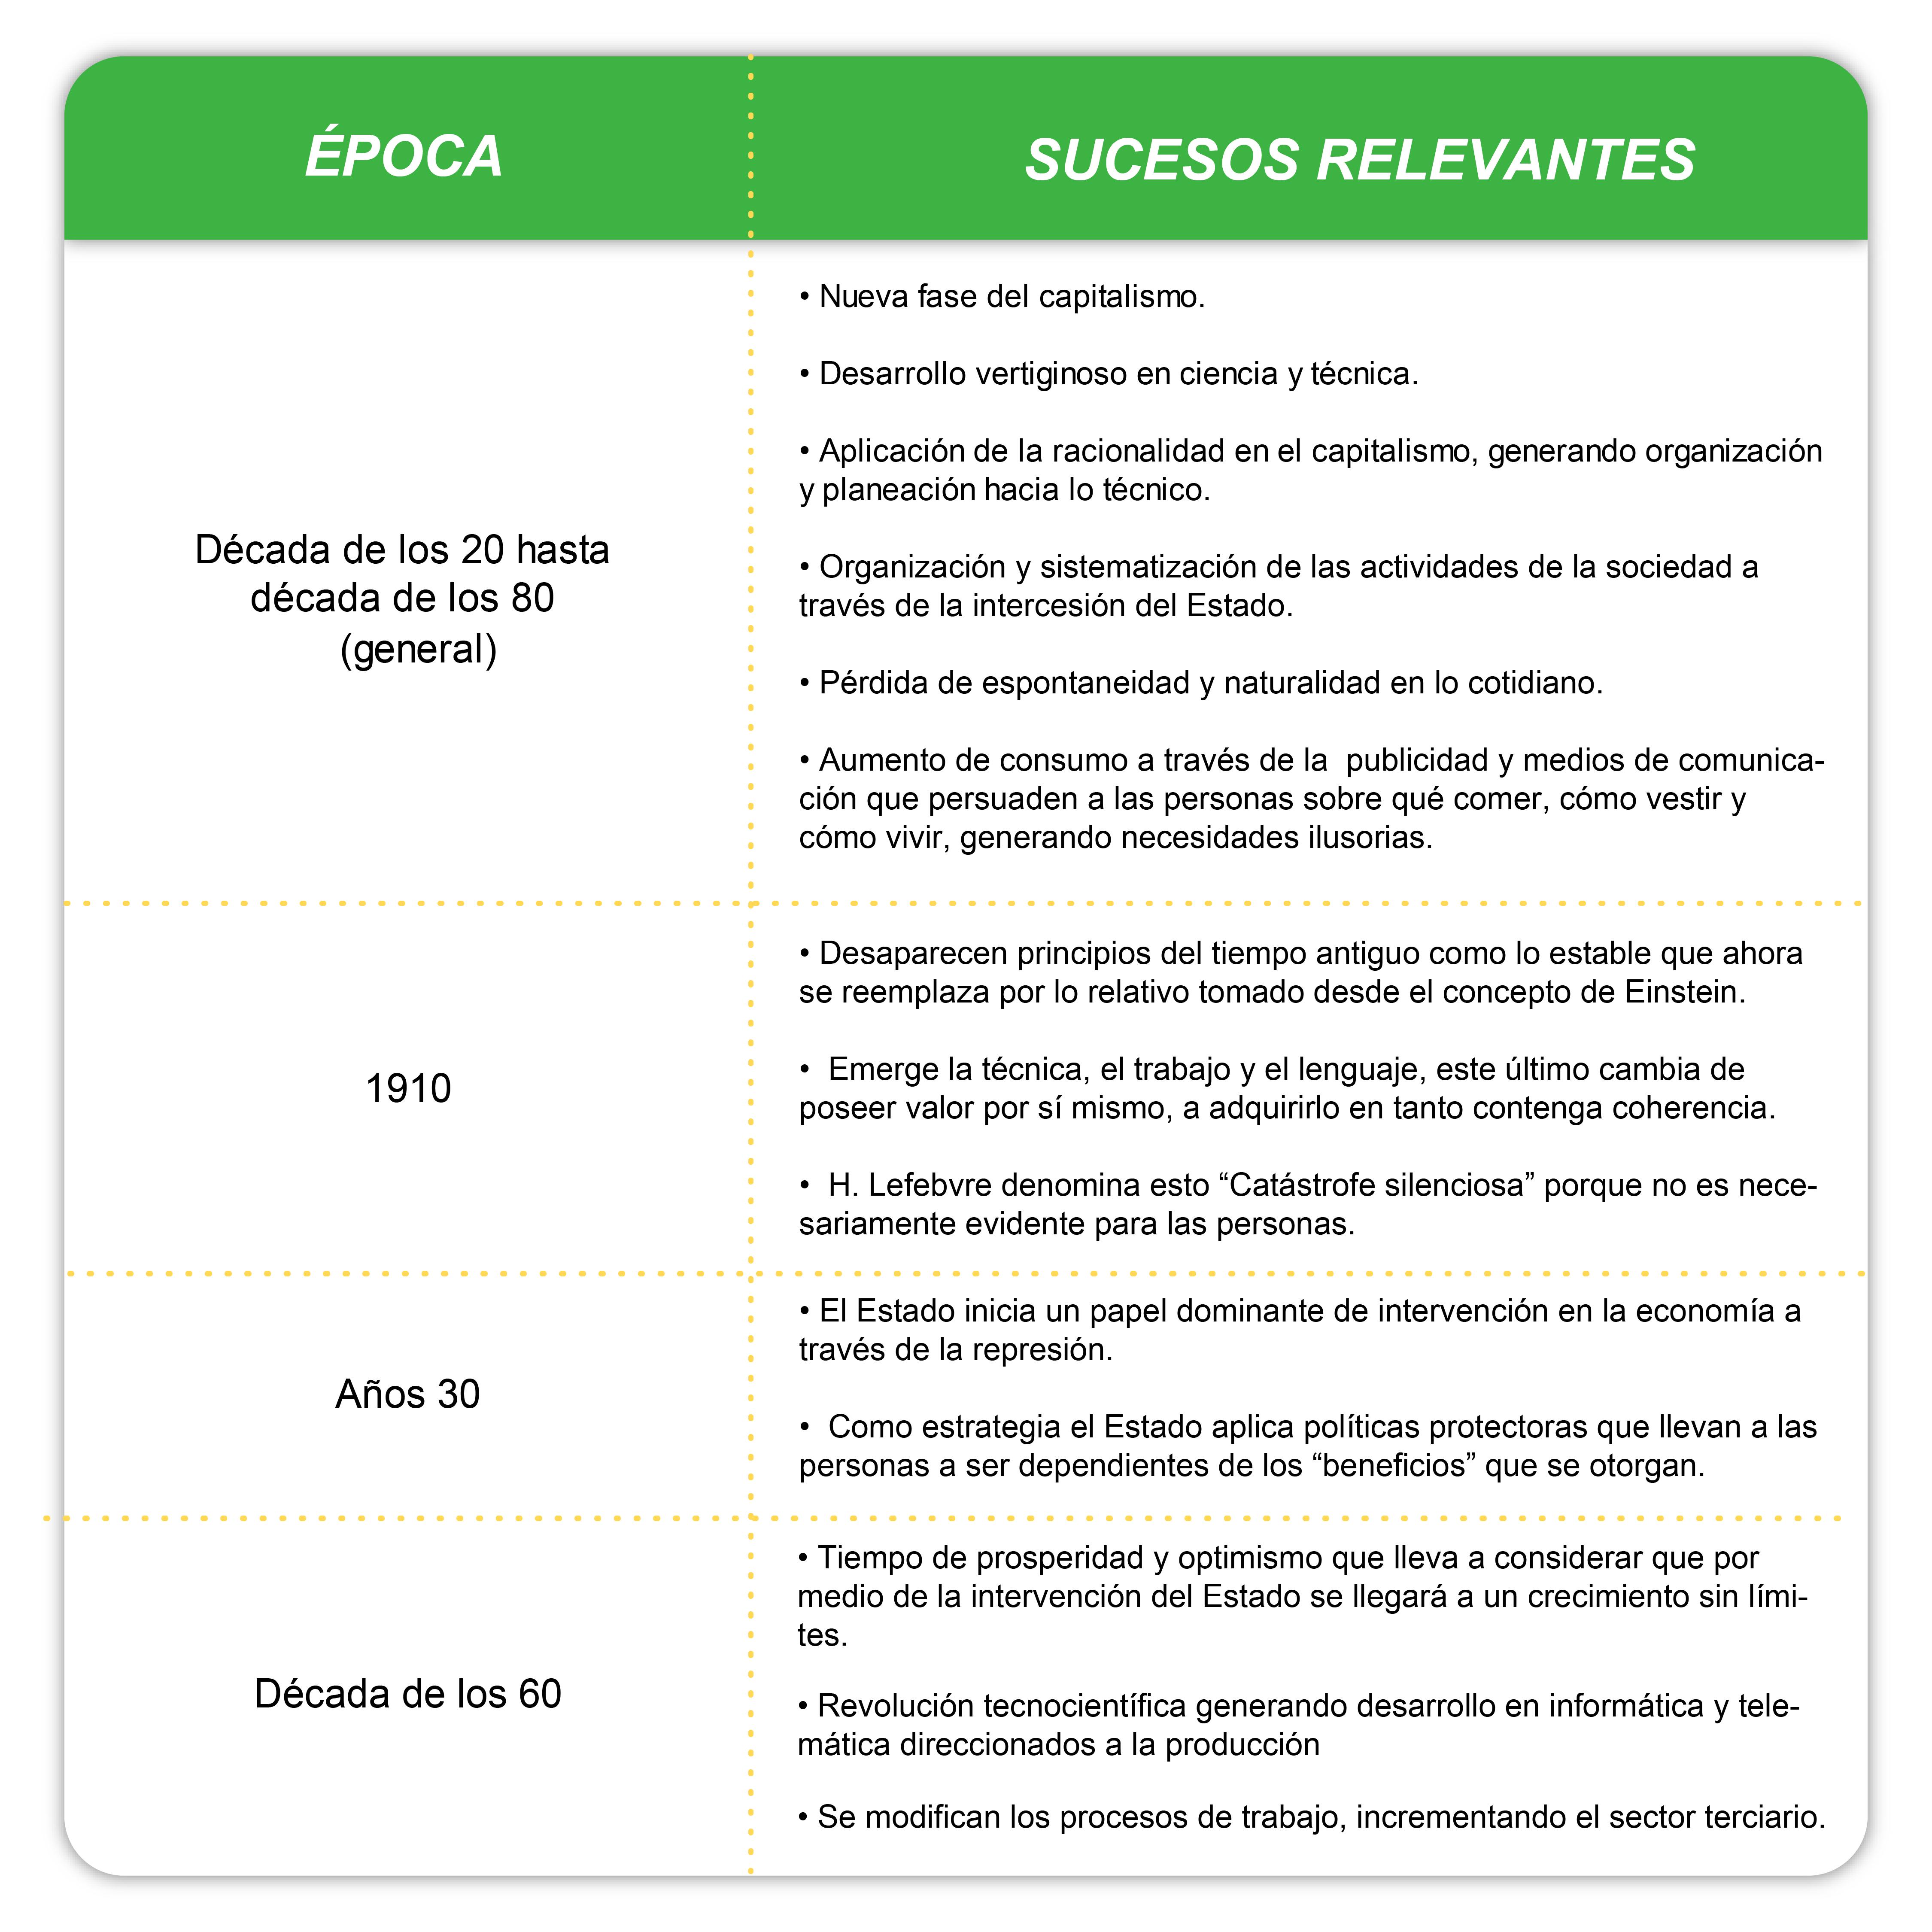 ÉPOCA
SUCESOS RELEVANTES
Década de los 20 hasta
década de los 80
(general)
• Nueva fase del capitalismo.
• Desarrollo vertiginoso en ciencia y técnica.
• Aplicación de la racionalidad en el capitalismo, generando organización
y planeación hacia lo técnico.
• Organización y sistematización de las actividades de la sociedad a
través de la intercesión del Estado.
• Pérdida de espontaneidad y naturalidad en lo cotidiano.
• Aumento de consumo a través de la  publicidad y medios de comunica-
ción que persuaden a las personas sobre qué comer, cómo vestir y
cómo vivir, generando necesidades ilusorias.
1910
• Desaparecen principios del tiempo antiguo como lo estable que ahora
se reemplaza por lo relativo tomado desde el concepto de Einstein.
•  Emerge la técnica, el trabajo y el lenguaje, este último cambia de
poseer valor por sí mismo, a adquirirlo en tanto contenga coherencia.
•  H. Lefebvre denomina esto “Catástrofe silenciosa” porque no es nece-
sariamente evidente para las personas.
Años 30
• El Estado inicia un papel dominante de intervención en la economía a
través de la represión.
•  Como estrategia el Estado aplica políticas protectoras que llevan a las
personas a ser dependientes de los “beneficios” que se otorgan.
Década de los 60
• Tiempo de prosperidad y optimismo que lleva a considerar que por
medio de la intervención del Estado se llegará a un crecimiento sin lími-
tes.
• Revolución tecnocientífica generando desarrollo en informática y tele-
mática direccionados a la producción
• Se modifican los procesos de trabajo, incrementando el sector terciario.